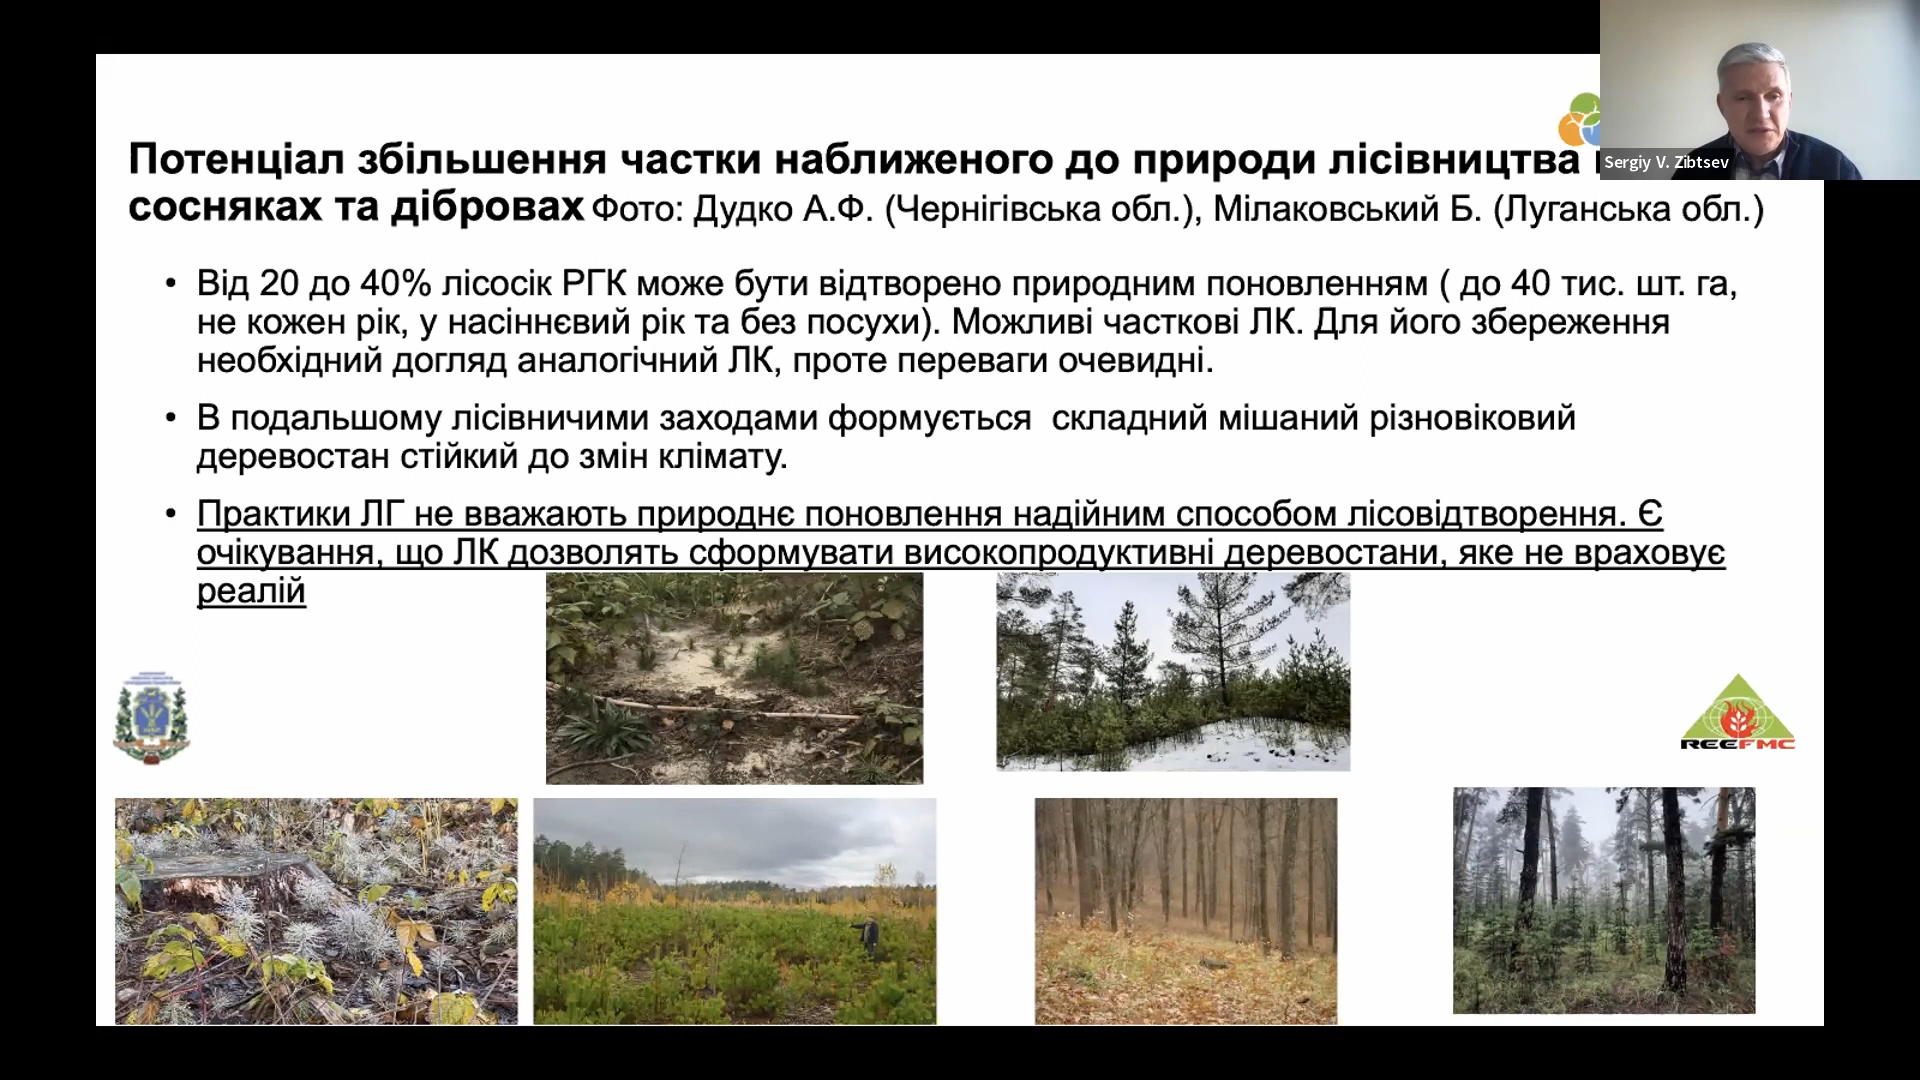 Потенціал збільшення частки наближеного до природи лісівництва
сосняках та дібровах Фото: Дудко А.Ф. (Чернігівська обл.), Мілаковський Б. (Луганська обл.)
Sergiy V. Zibtsev
• Від 20 до 40% лісосік РГК може бути відтворено природним поновленням ( до 40 тис. шт. га,
не кожен рік, у насіннєвий рік та без посухи). Можливі часткові ЛК. Для його збереження
необхідний догляд аналогічний ЛК, проте переваги очевидні.
• В подальшому лісівничими заходами формується  складний мішаний різновіковий
деревостан стійкий до змін клімату.
• Практики ЛГ не вважають природнє поновлення надійним способом лісовідтворення. Є
очікування, що ЛК дозволять сформувати високопродуктивні деревостани, яке не враховує
реалій
REEFMC